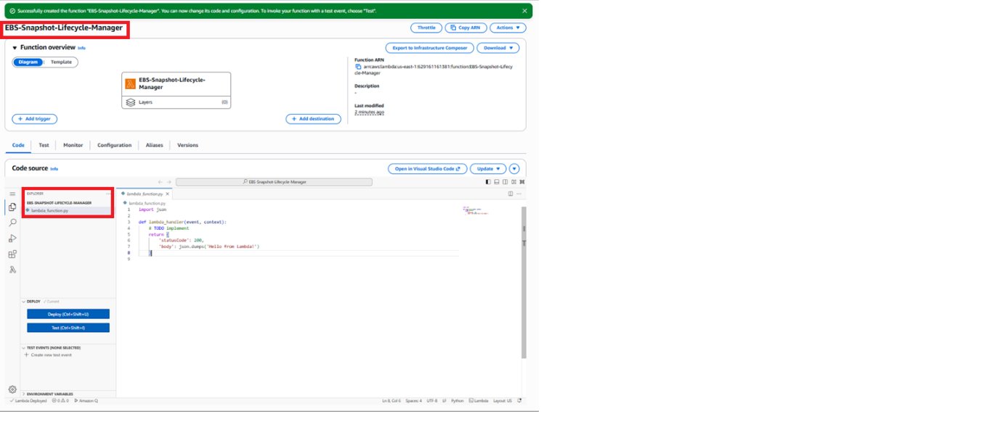 Successfully created the function "EBS-Snapshot-Lifecycle-Manager". You can now change its code and configuration. To invoke your function with a test event, choose "Test".
EBS-Snapshot-Lifecycle-Manager
Throttle
Copy ARN
Actions
Function overview Info
Export to Infrastructure Composer
Download
Diagram
Template
EBS-Snapshot-Lifecycle-
Manager
Layers (0)
+ Add trigger
+ Add destination
Function ARN
arn:aws:lambda:us-east-1:629161161381:function:EBS-Snapshot-Lifecy
cle-Manager
Description
-
Last modified
2 minutes ago
Code
Test
Monitor
Configuration
Aliases
Versions
Code source Info
Open in Visual Studio Code
Update
EBS-Snapshot-Lifecycle-Manager
EXPLORER
EBS-SNAPSHOT-LIFECYCLE-MANAGER
lambda_function.py
lambda_function.py
lambda_function.py
1 import json
2
3 def lambda_handler(event, context):
4 # TODO implement
5 return {
6 'statusCode': 200,
7 'body': json.dumps('Hello from Lambda!')
8 }
9
DEPLOY Current
Deploy (Ctrl+Shift+U)
Test (Ctrl+Shift+I)
TEST EVENTS (NONE SELECTED)
+ Create new test event
ENVIRONMENT VARIABLES
Lambda Deployed 0 0 Amazon Q
Ln 8, Col 6 Spaces: 4 UTF-8 LF Python Lambda Layout: US